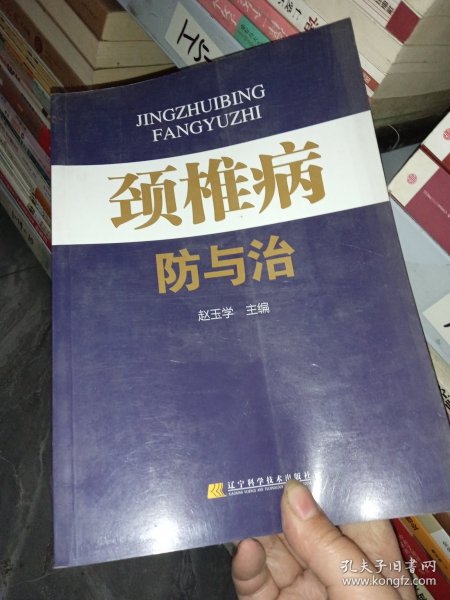 JINGZHUIBING
FANGYUZHI
颈椎病
防与治
赵玉学 主编
辽宁科学技术出版社
孔夫子旧书网
www.kongfz.com